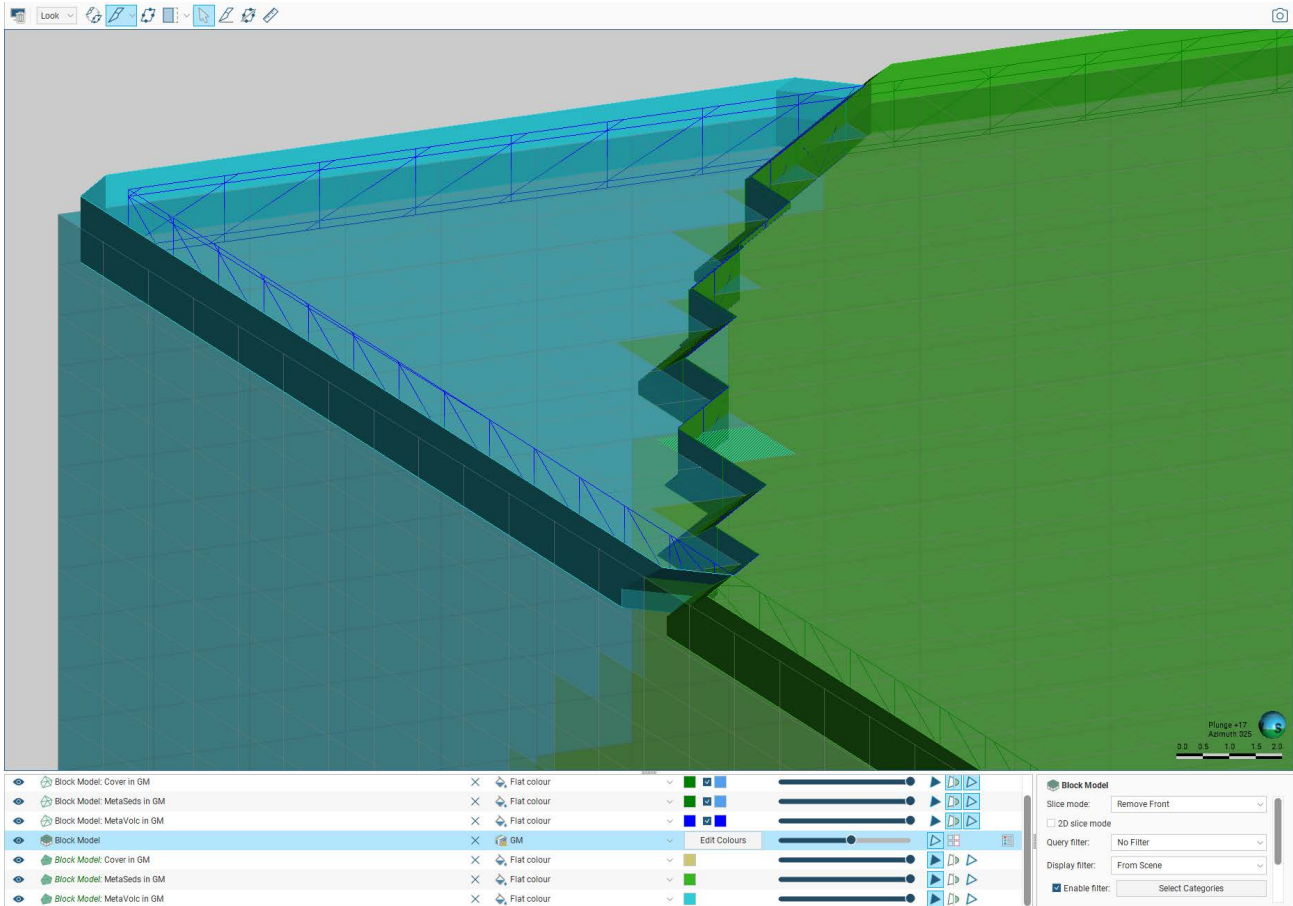 Look
Plunge +17
Azimuth 025
S
0.0 0.5 1.0 1.5 2.0
Block Model: Cover in GM Flat colour
Block Model: MetaSeds in GM Flat colour
Block Model: MetaVolc in GM Flat colour
Block Model GM Edit Colours
Block Model: Cover in GM Flat colour
Block Model: MetaSeds in GM Flat colour
Block Model: MetaVolc in GM Flat colour
Block Model
Slice mode: Remove Front
2D slice mode
Query filter: No Filter
Display filter: From Scene
Enable filter: Select Categories